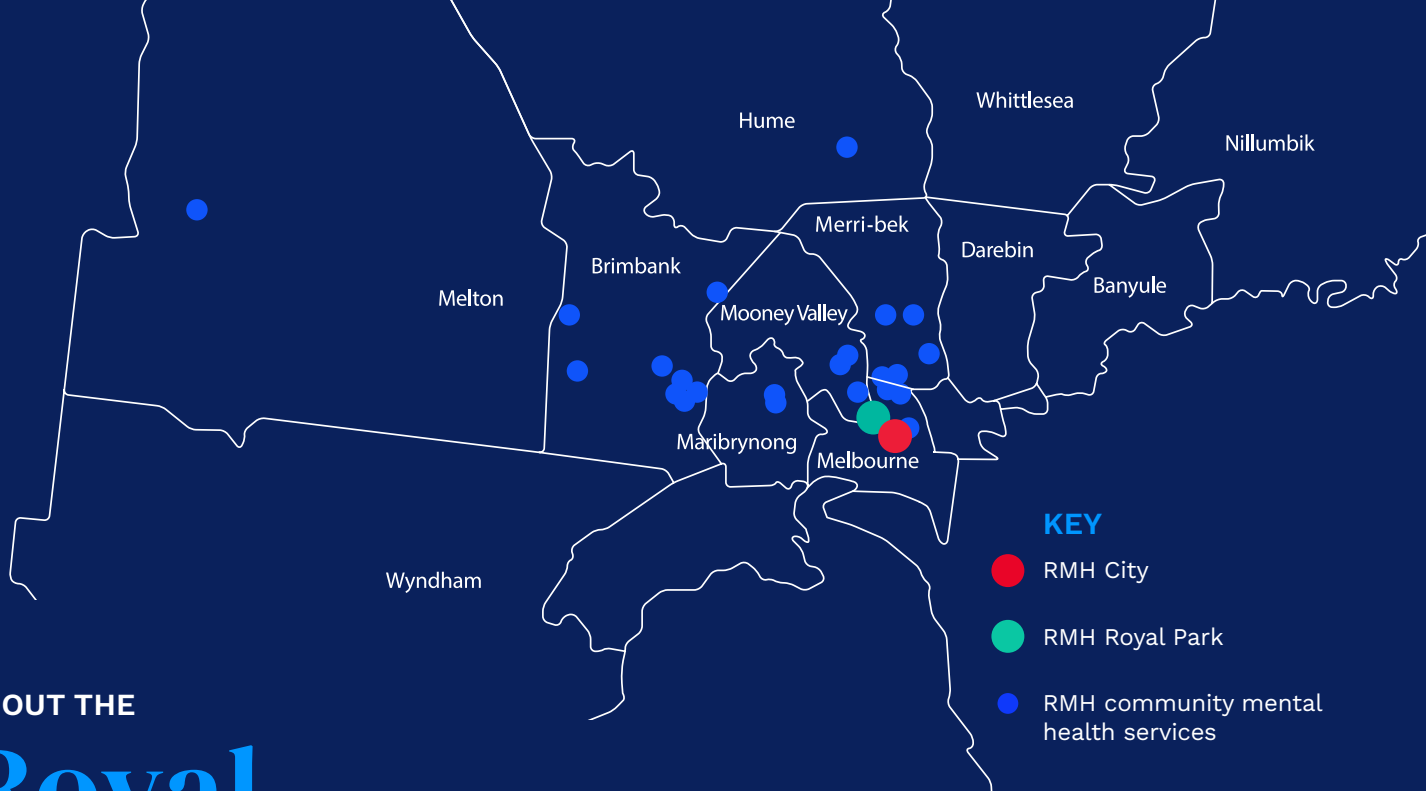 Whittlesea
Hume
Nillumbik
Merri-bek
Darebin
Brimbank
Banyule
Melton
Mooney Valley
Maribrynong
Melbourne
KEY
RMH City
Wyndham
RMH Royal Park
OUT THE
RMH community mental
health services
Royal